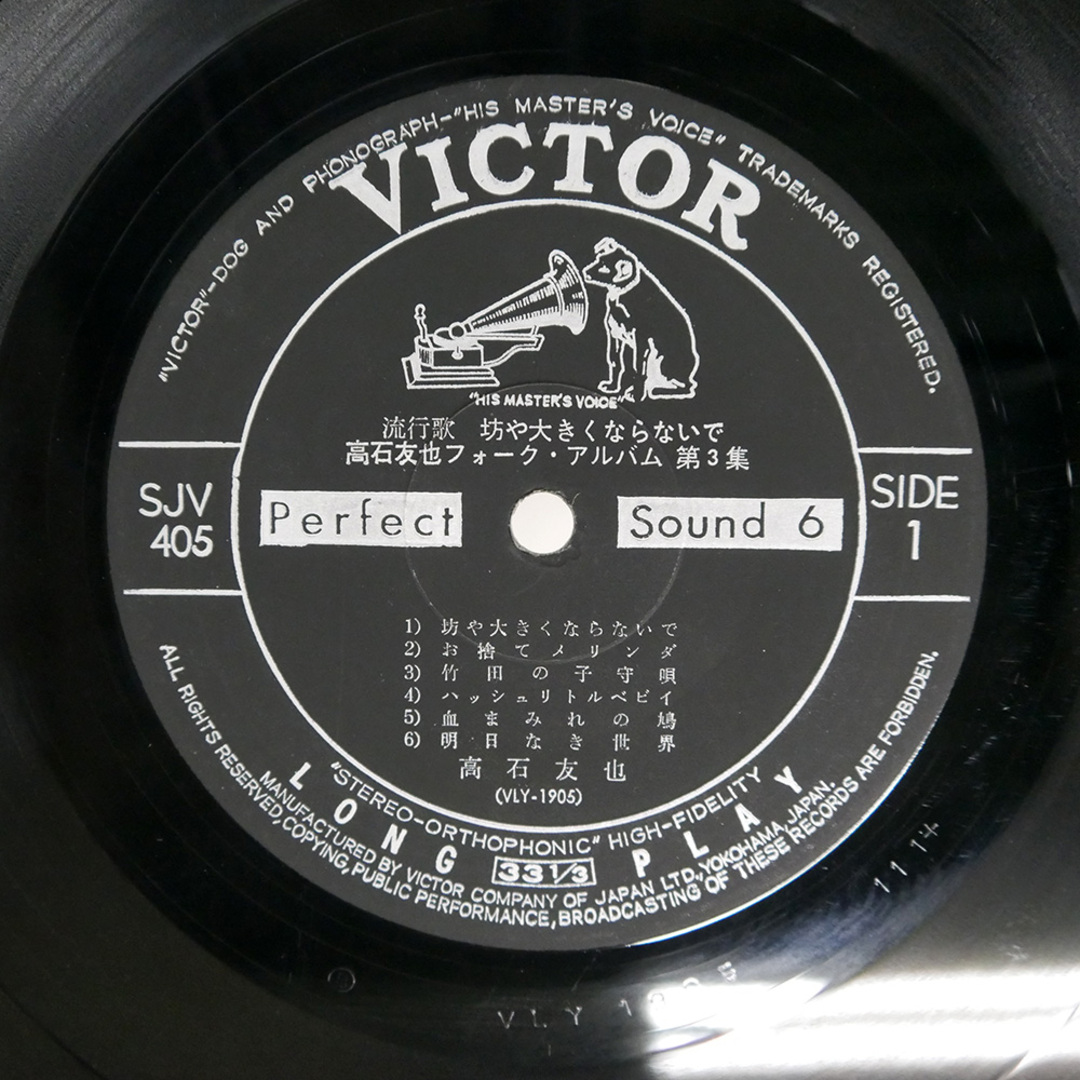 "VICTOR"-DOG AND PHONOGRAPH-"HIS MASTER'S VOICE" TRADEMARKS REGISTERED.
VICTOR
"HIS MASTER'S VOICE"
流行歌 坊や大きくならないで
高石友也フォーク・アルバム 第3集
SJV
405
Perfect
Sound 6
SIDE
1
1) 坊や大きくならないで
2) お捨てメリンダ
3) 竹田の子守唄
4) ハッシュリトルベビイ
5) 血まみれの鳩
6) 明日なき世界
高石友也
(VLY-1905)
"STEREO-ORTHOPHONIC" HIGH-FIDELITY
LONG PLAY
33 1/3
MANUFACTURED BY VICTOR COMPANY OF JAPAN LTD., YOKOHAMA, JAPAN.
ALL RIGHTS RESERVED, COPYING, PUBLIC PERFORMANCE, BROADCASTING OF THESE RECORDS ARE FORBIDDEN.
VLY
111+